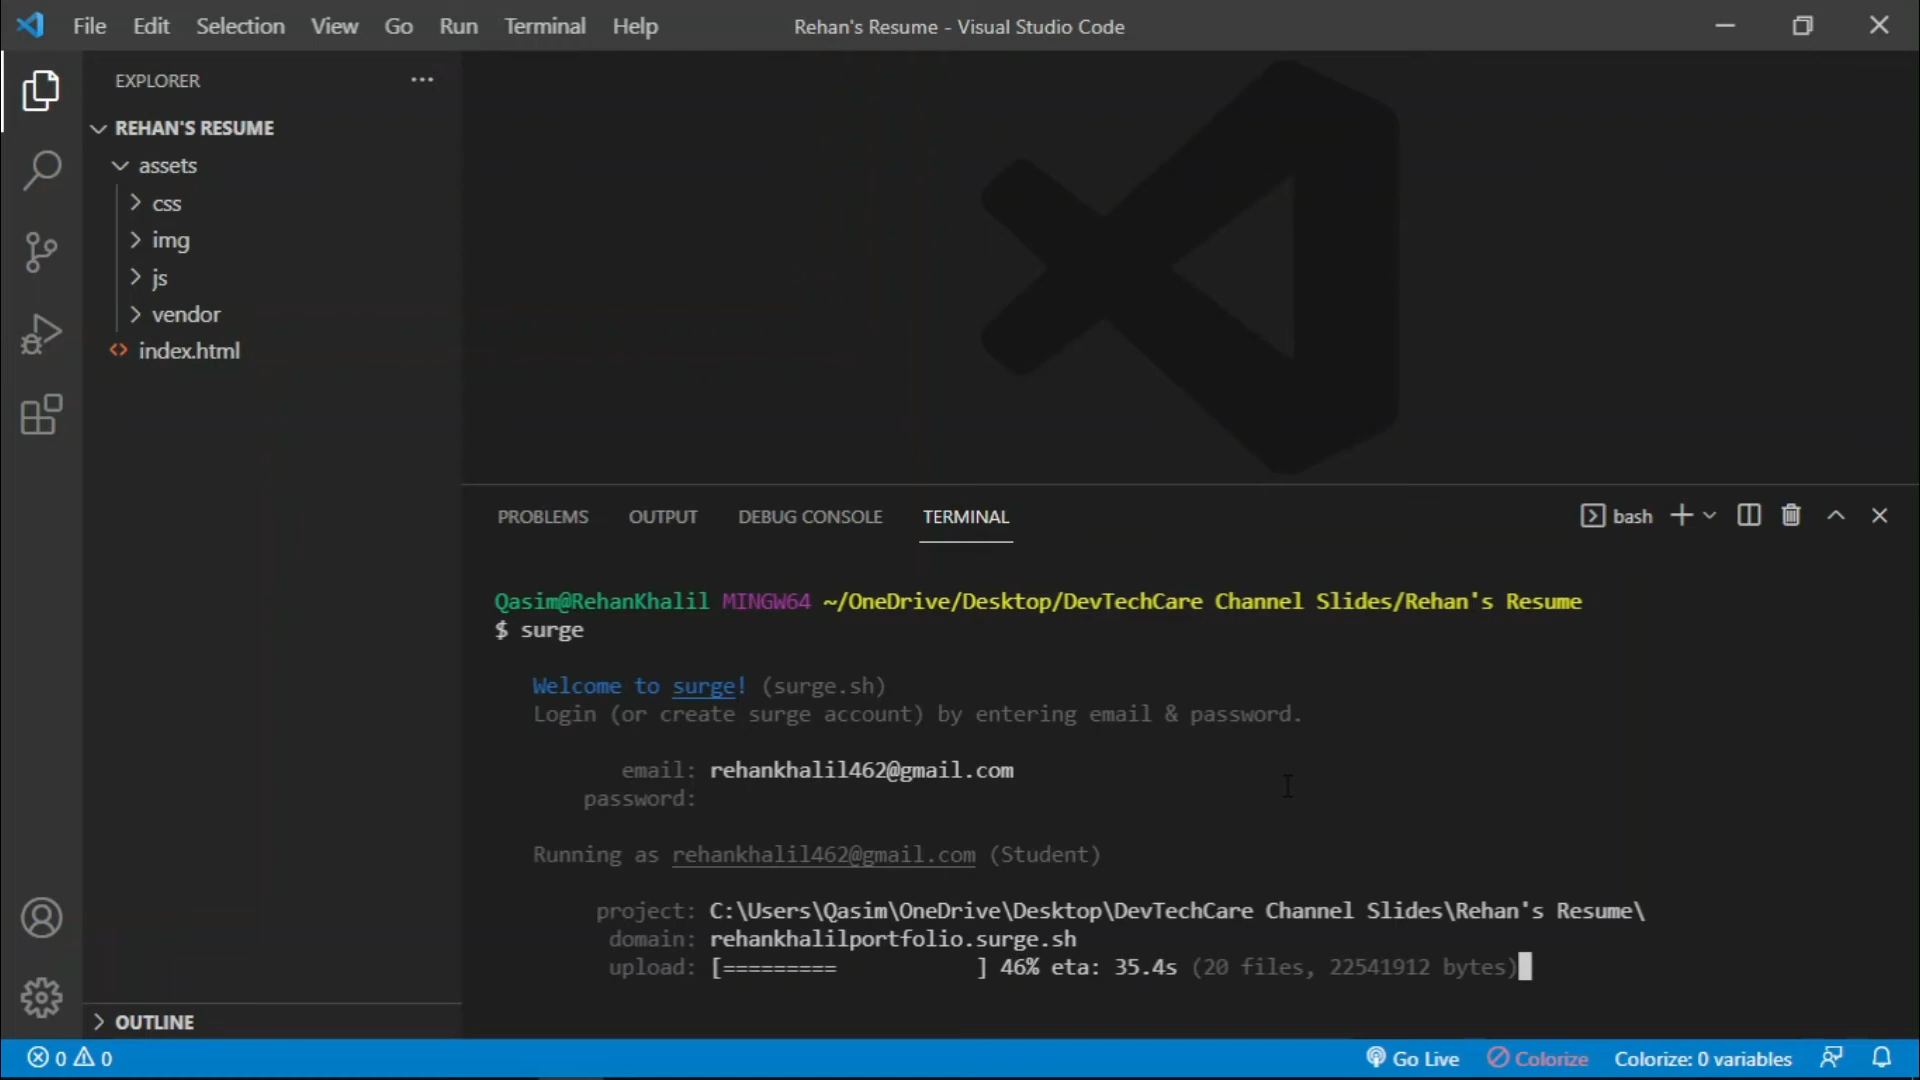 File Edit Selection View Go Run Terminal Help
Rehan's Resume - Visual Studio Code
EXPLORER
REHAN'S RESUME
assets
css
img
js
vendor
index.html
PROBLEMS OUTPUT DEBUG CONSOLE TERMINAL
bash
Qasim@RehanKhalil MINGW64 ~/OneDrive/Desktop/DevTechCare Channel Slides/Rehan's Resume
$ surge
Welcome to surge! (surge.sh)
Login (or create surge account) by entering email & password.
email: rehankhalil462@gmail.com
password:
Running as rehankhalil462@gmail.com (Student)
project: C:\Users\Qasim\OneDrive\Desktop\DevTechCare Channel Slides\Rehan's Resume\
domain: rehankhalilportfolio.surge.sh
upload: [========= ] 46% eta: 35.4s (20 files, 22541912 bytes)
OUTLINE
0 0
Go Live Colorize Colorize: 0 variables